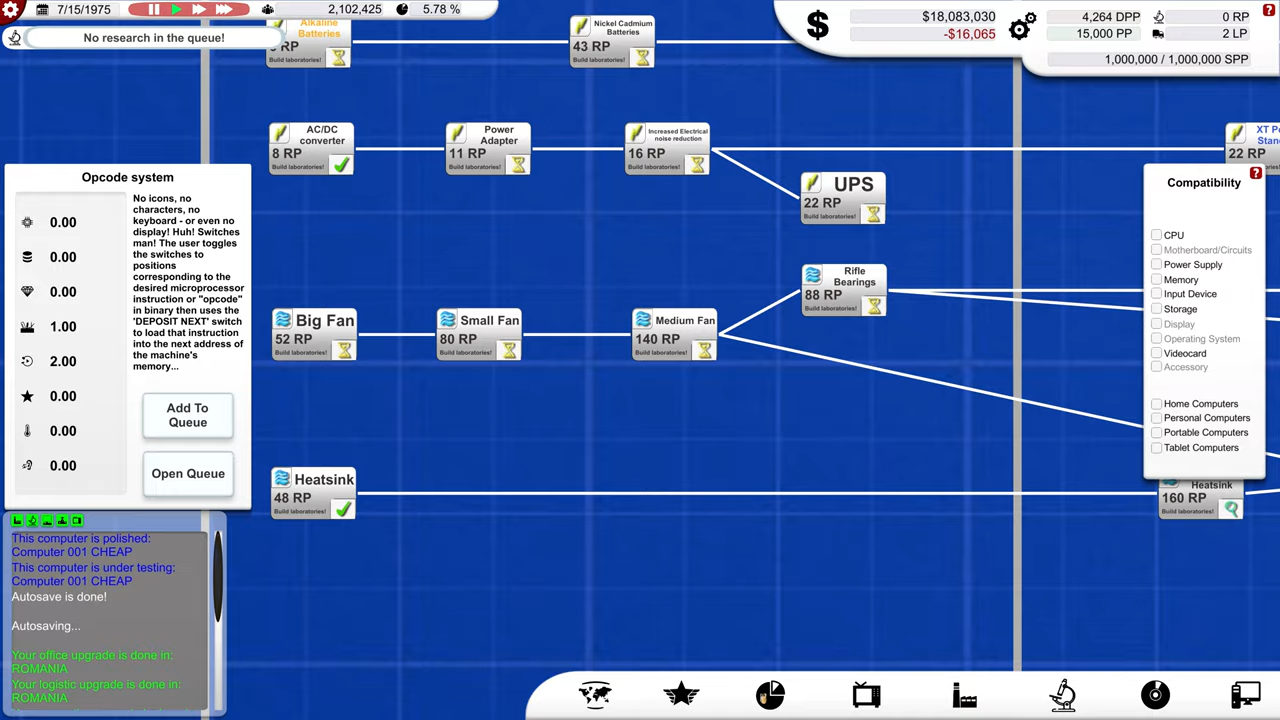 7/15/1975
2,102,425
5.78 %
$18,083,030
-$16,065
4,264 DPP
0 RP
15,000 PP
2 LP
1,000,000 / 1,000,000 SPP
No research in the queue!
Alkaline
Batteries
RP
Build laboratories!
Nickel Cadmium
Batteries
43 RP
Build laboratories!
AC/DC
converter
8 RP
Build laboratories!
Power
Adapter
11 RP
Build laboratories!
Increased Electrical
noise reduction
16 RP
Build laboratories!
XT Po
Stan
22 RP
Build laboratories!
UPS
22 RP
Build laboratories!
Rifle
Bearings
88 RP
Build laboratories!
Big Fan
52 RP
Build laboratories!
Small Fan
80 RP
Build laboratories!
Medium Fan
140 RP
Build laboratories!
Heatsink
48 RP
Build laboratories!
Heatsink
160 RP
Build laboratories!
Opcode system
0.00
0.00
0.00
1.00
2.00
0.00
0.00
0.00
No icons, no
characters, no
keyboard - or even no
display! Huh! Switches
man! The user toggles
the switches to
positions
corresponding to the
desired microprocessor
instruction or "opcode"
in binary then uses the
'DEPOSIT NEXT' switch
to load that instruction
into the next address of
the machine's
memory...
Add To
Queue
Open Queue
Compatibility
CPU
Motherboard/Circuits
Power Supply
Memory
Input Device
Storage
Display
Operating System
Videocard
Accessory
Home Computers
Personal Computers
Portable Computers
Tablet Computers
This computer is polished:
Computer 001 CHEAP
This computer is under testing:
Computer 001 CHEAP
Autosave is done!
Autosaving...
Your office upgrade is done in:
ROMANIA
Your logistic upgrade is done in:
ROMANIA